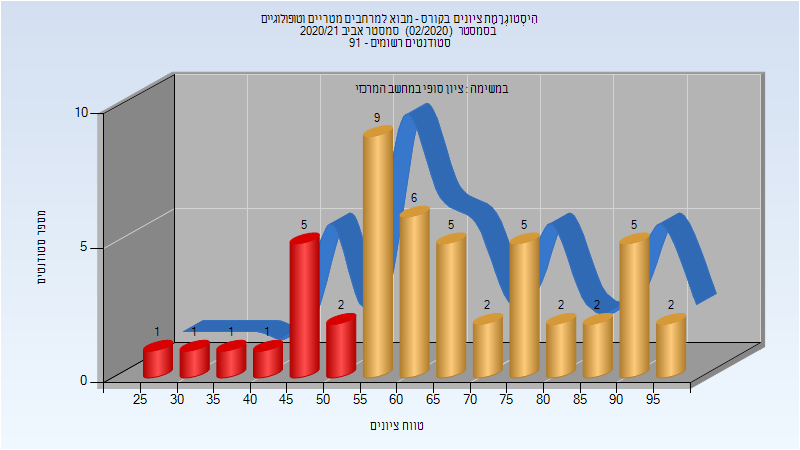 הִיסְטוֹגְרָמַת ציונים בקורס - מבוא למרחבים מטריים וטופולוגיים
בסמסטר (02/2020) סמסטר אביב 2020/21
סטודנטים רשומים - 91
במשימה : ציון סופי במחשב המרכזי
מספר סטודנטים
10
5
0
1
1
1
1
5
2
9
6
5
2
5
2
2
5
2
25 30 35 40 45 50 55 60 65 70 75 80 85 90 95
טווח ציונים